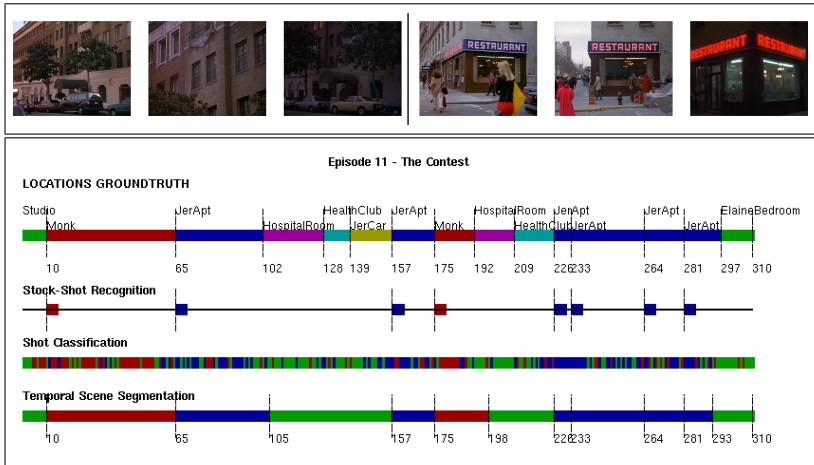 RESTAURANT
RESTAURANT
RESTAURANT RESTAURANT
Episode 11 - The Contest
LOCATIONS GROUNDTRUTH
Studio JerApt HealthClub JerApt HospitalRoom JerApt JerApt ElaineBedroom
Monk HospitalRoom JerCar Monk HealthClub JerApt JerApt
10 65 102 128 139 157 175 192 209 226 233 264 281 297 310
Stock-Shot Recognition
Shot Classification
Temporal Scene Segmentation
10 65 105 157 175 198 226 233 264 281 293 310